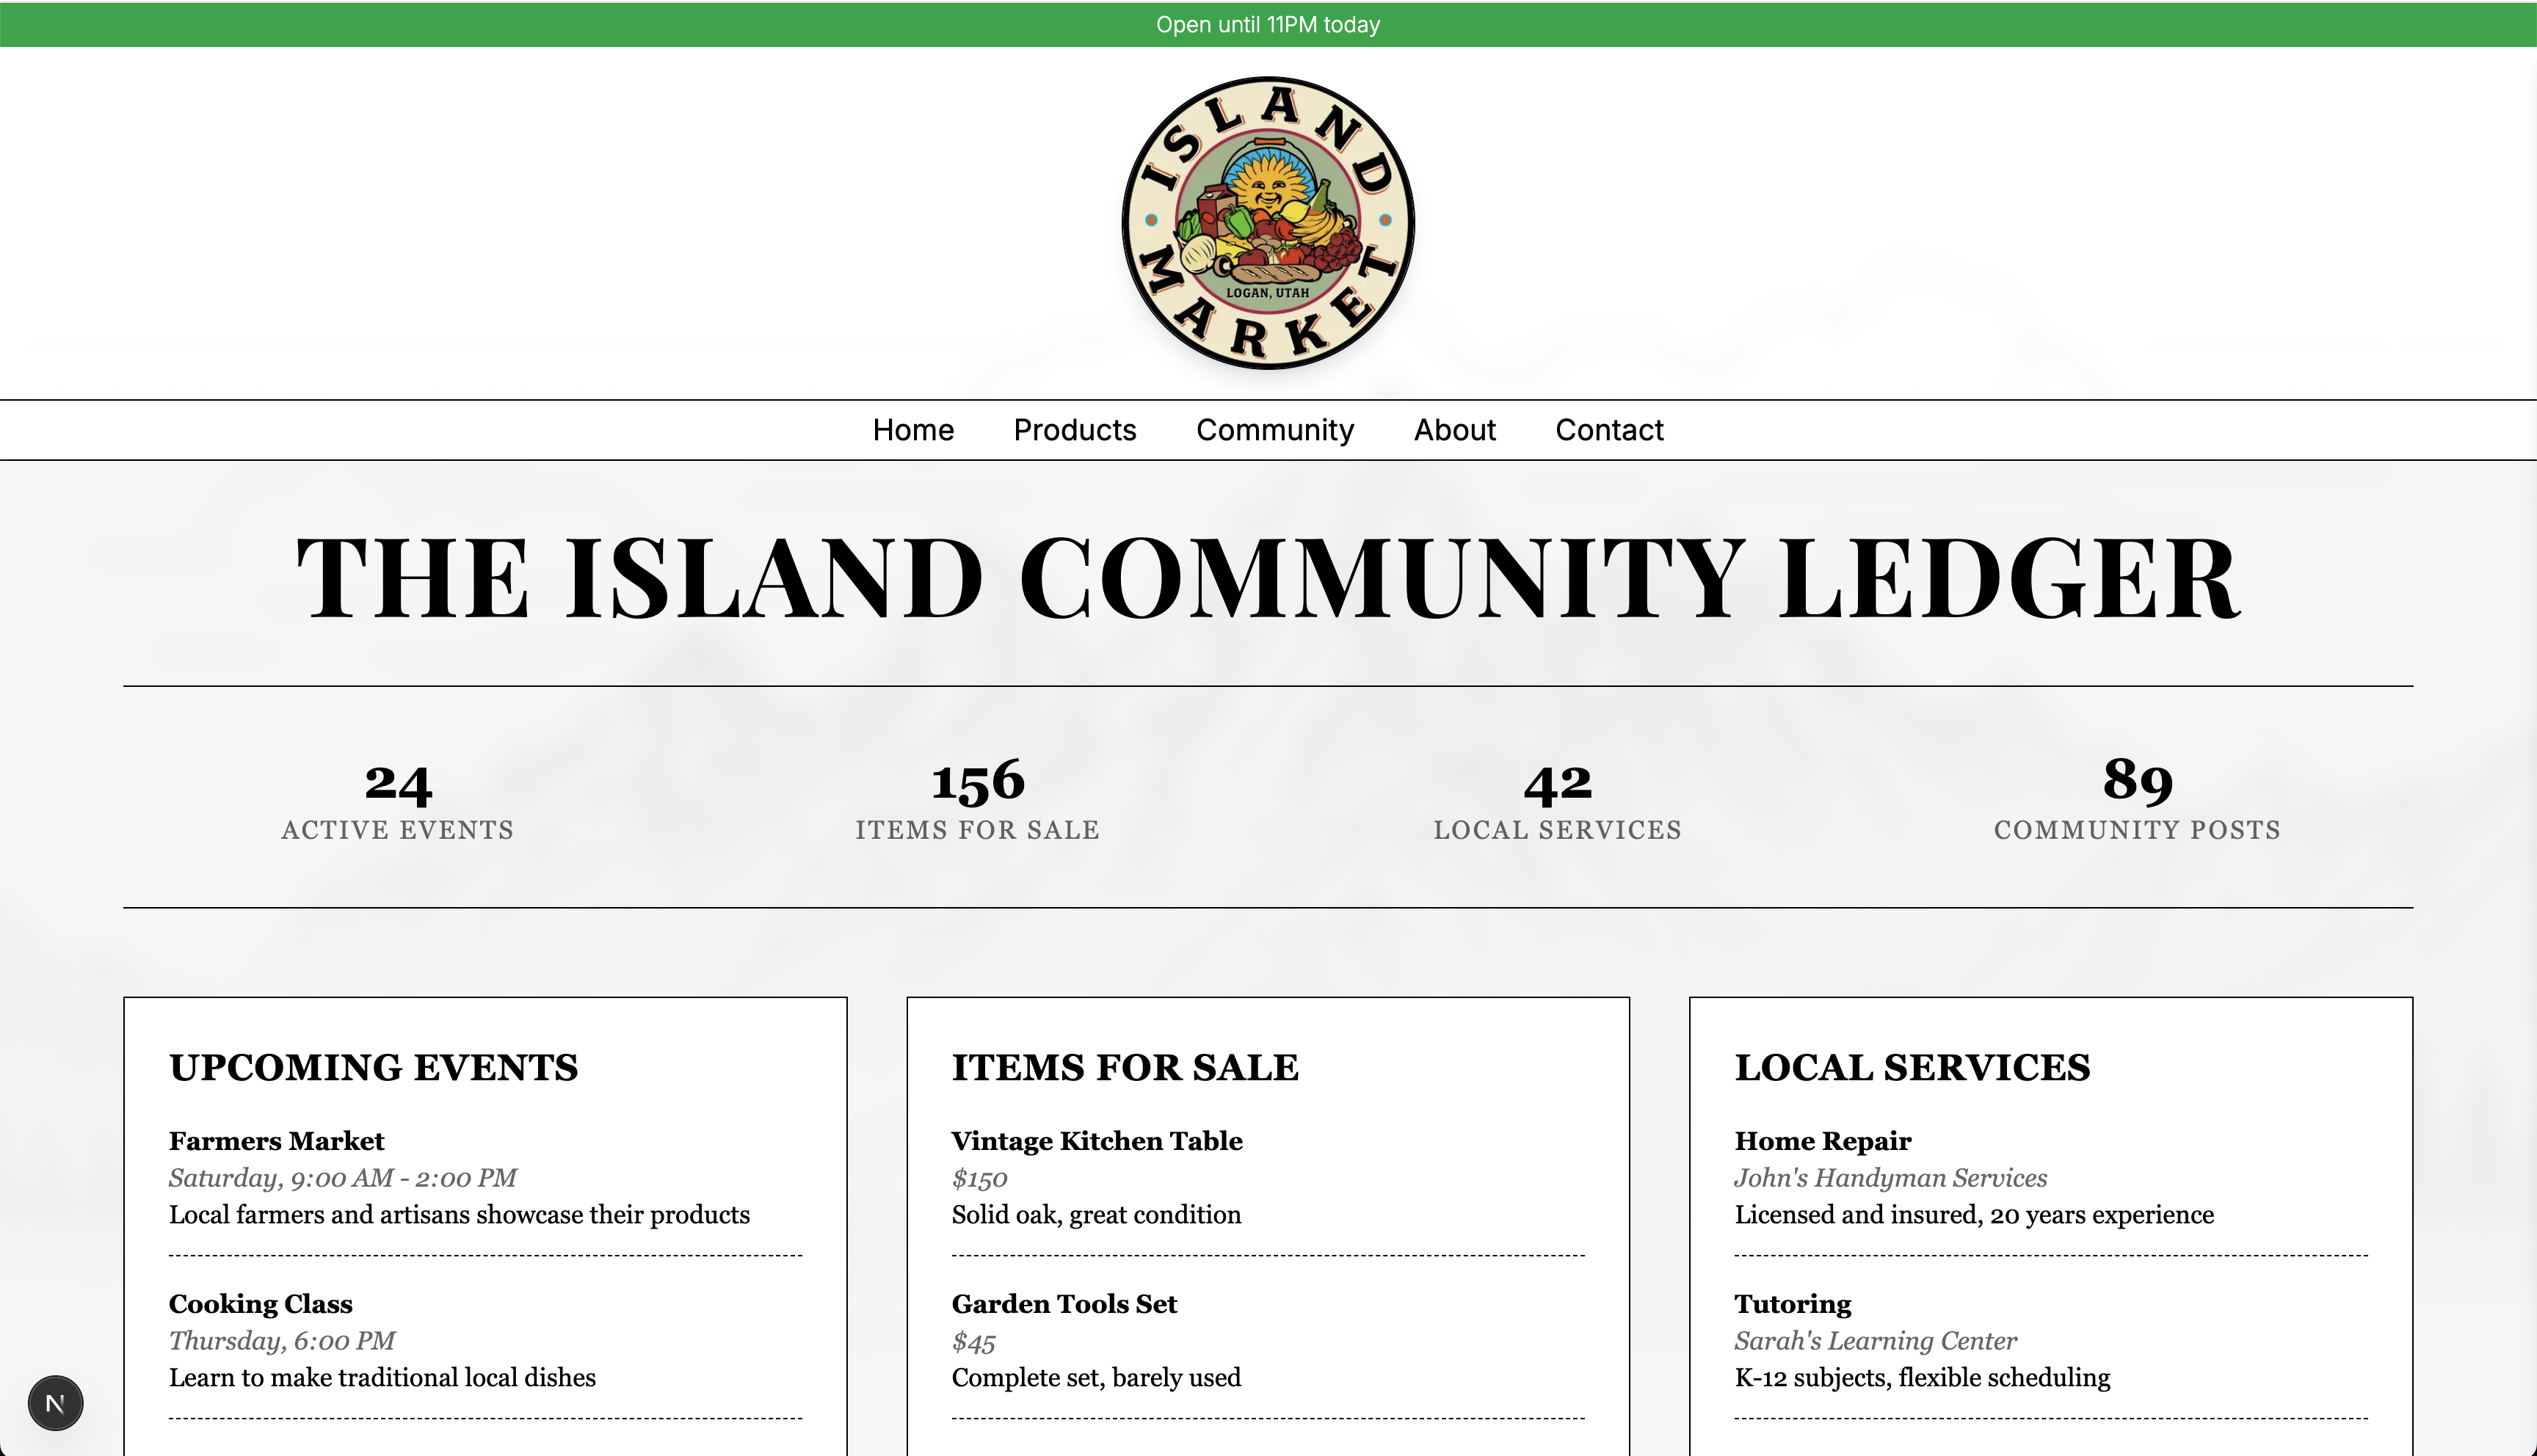 Open until 11PM today
ISLAND
LOGAN, UTAH
MARKET
Home Products Community About Contact
THE ISLAND COMMUNITY LEDGER
24 156 42 89
ACTIVE EVENTS ITEMS FOR SALE LOCAL SERVICES COMMUNITY POSTS
UPCOMING EVENTS
Farmers Market
Saturday, 9:00 AM - 2:00 PM
Local farmers and artisans showcase their products
Cooking Class
Thursday, 6:00 PM
Learn to make traditional local dishes
ITEMS FOR SALE
Vintage Kitchen Table
$150
Solid oak, great condition
Garden Tools Set
$45
Complete set, barely used
LOCAL SERVICES
Home Repair
John's Handyman Services
Licensed and insured, 20 years experience
Tutoring
Sarah's Learning Center
K-12 subjects, flexible scheduling
N